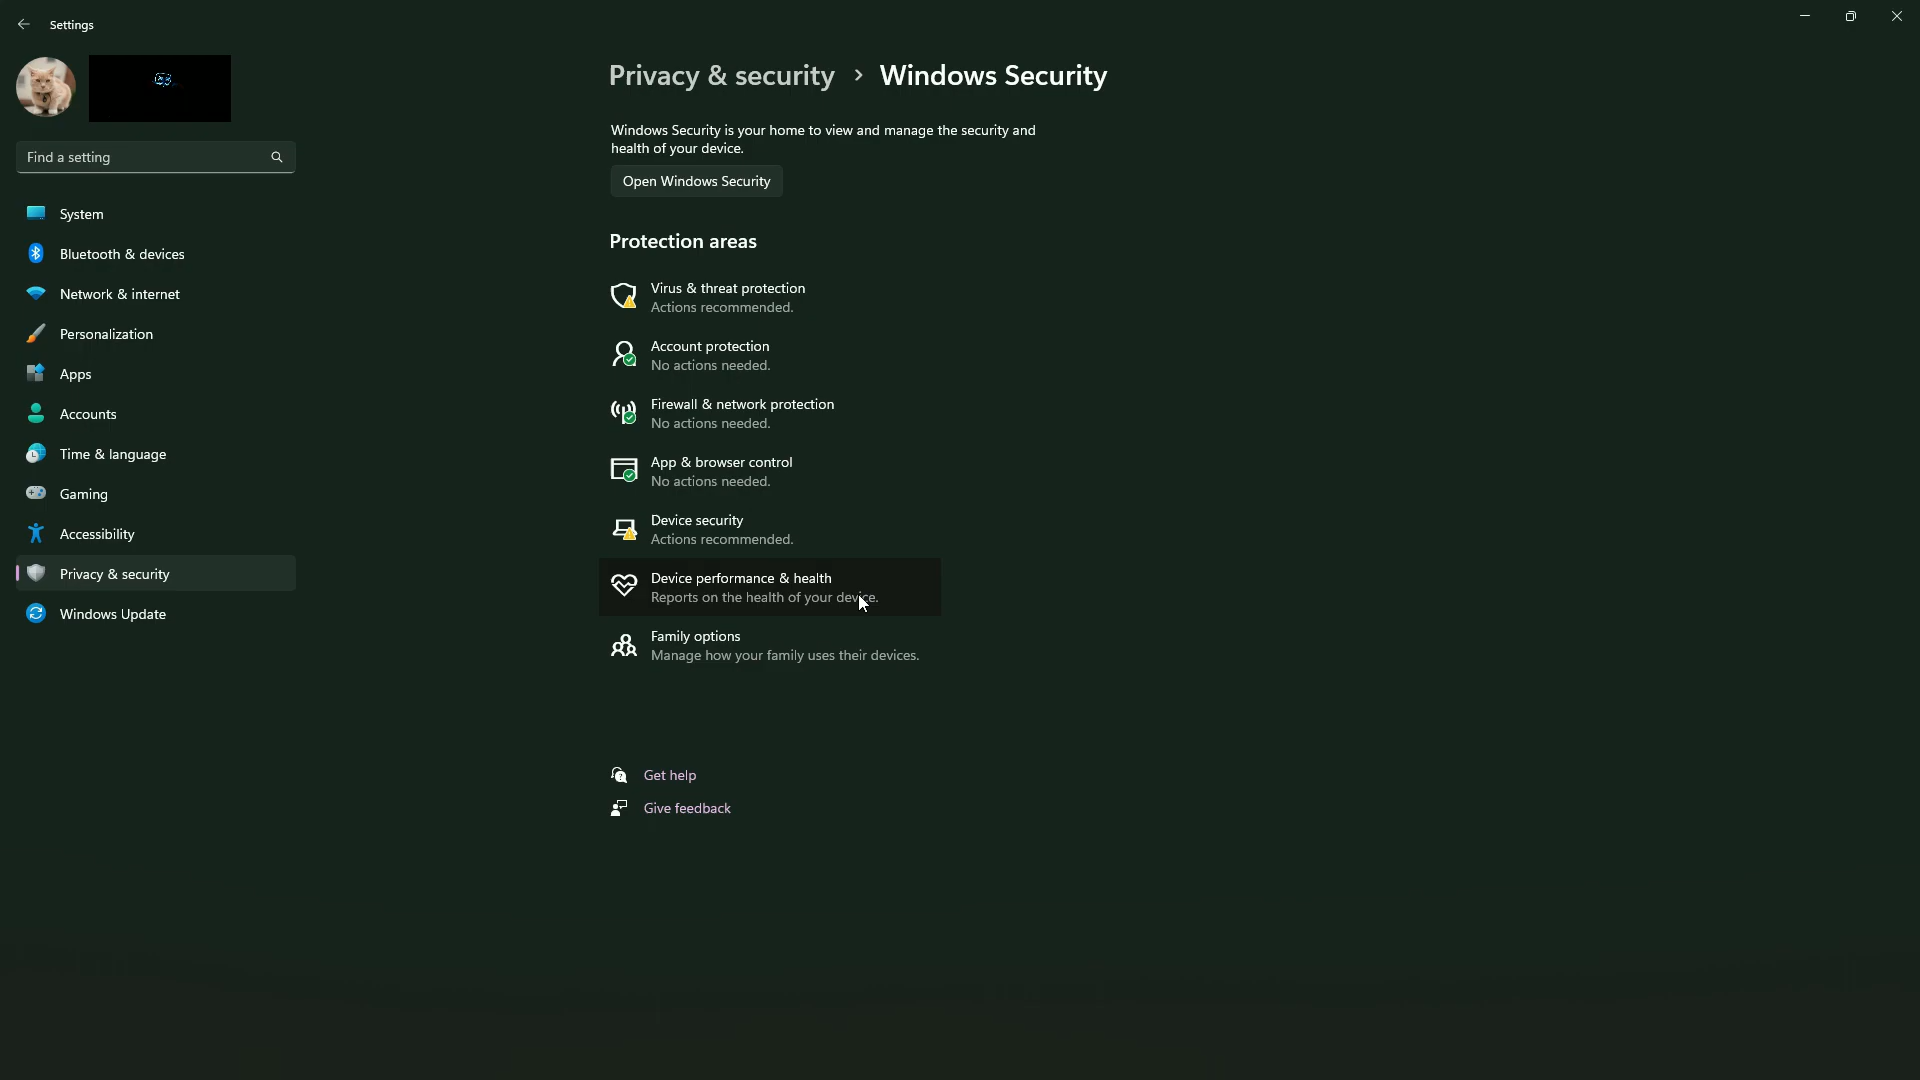 Settings
Find a setting
System
Bluetooth & devices
Network & internet
Personalization
Apps
Accounts
Time & language
Gaming
Accessibility
Privacy & security
Windows Update
Privacy & security > Windows Security
Windows Security is your home to view and manage the security and
health of your device.
Open Windows Security
Protection areas
Virus & threat protection
Actions recommended.
Account protection
No actions needed.
Firewall & network protection
No actions needed.
App & browser control
No actions needed.
Device security
Actions recommended.
Device performance & health
Reports on the health of your device.
Family options
Manage how your family uses their devices.
Get help
Give feedback